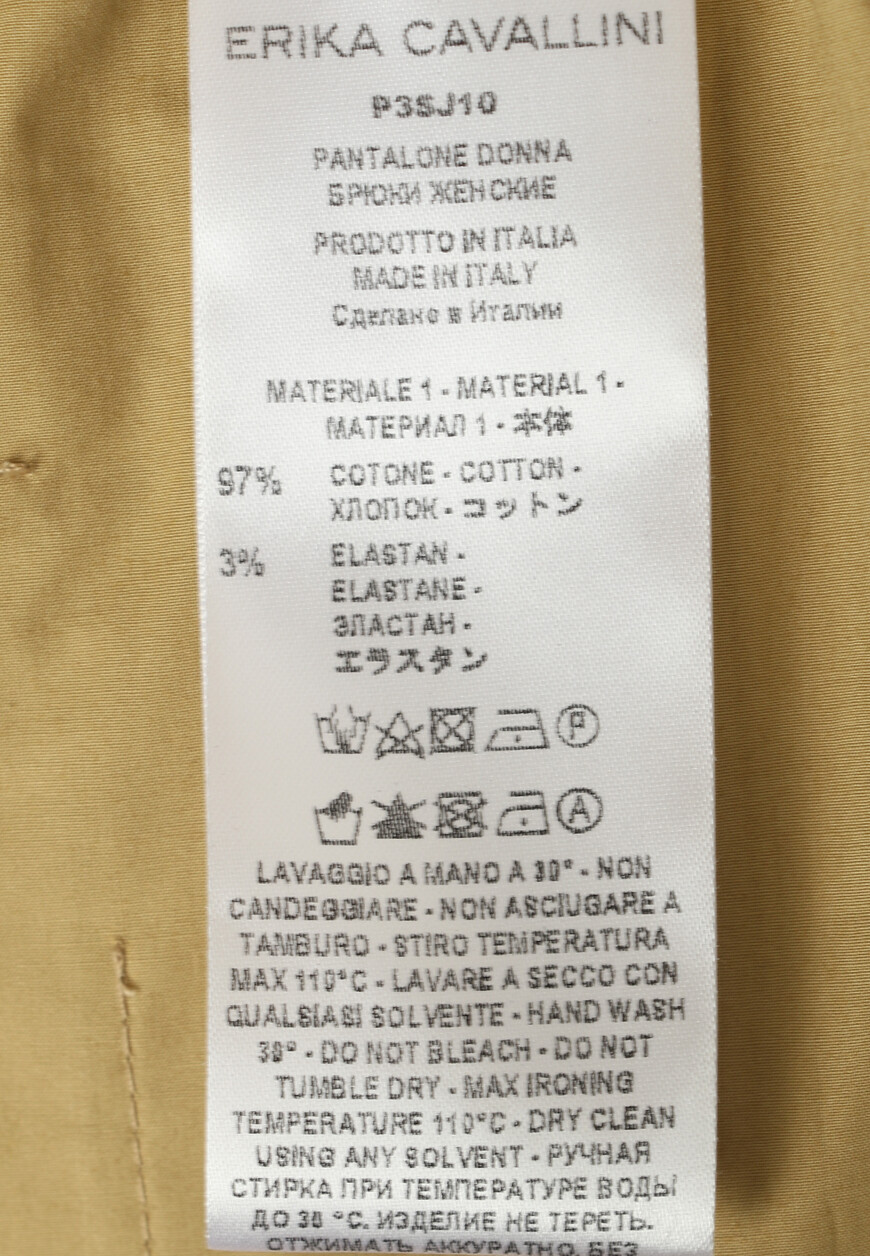 ERIKA CAVALLINI
P3SJ10
PANTALONE DONNA
БРЮКИ ЖЕНСКИЕ
PRODOTTO IN ITALIA
MADE IN ITALY
Сделано в Италии
MATERIALE 1 - MATERIAL 1 -
МАТЕРИАЛ 1 - 本体
97% COTONE - COTTON -
ХЛОПОК - コットン
3% ELASTAN -
ELASTANE -
ЭЛАСТАН -
エラスタン
P
A
LAVAGGIO A MANO A 30° - NON
CANDEGGIARE - NON ASCIUGARE A
TAMBURO - STIRO TEMPERATURA
MAX 110°C - LAVARE A SECCO CON
QUALSIASI SOLVENTE - HAND WASH
30° - DO NOT BLEACH - DO NOT
TUMBLE DRY - MAX IRONING
TEMPERATURE 110°C - DRY CLEAN
USING ANY SOLVENT - РУЧНАЯ
СТИРКА ПРИ ТЕМПЕРАТУРЕ ВОДЫ
ДО 30 °C. ИЗДЕЛИЕ НЕ ТЕРЕТЬ.
ОТЖИМАТЬ АККУРАТНО, БЕЗ